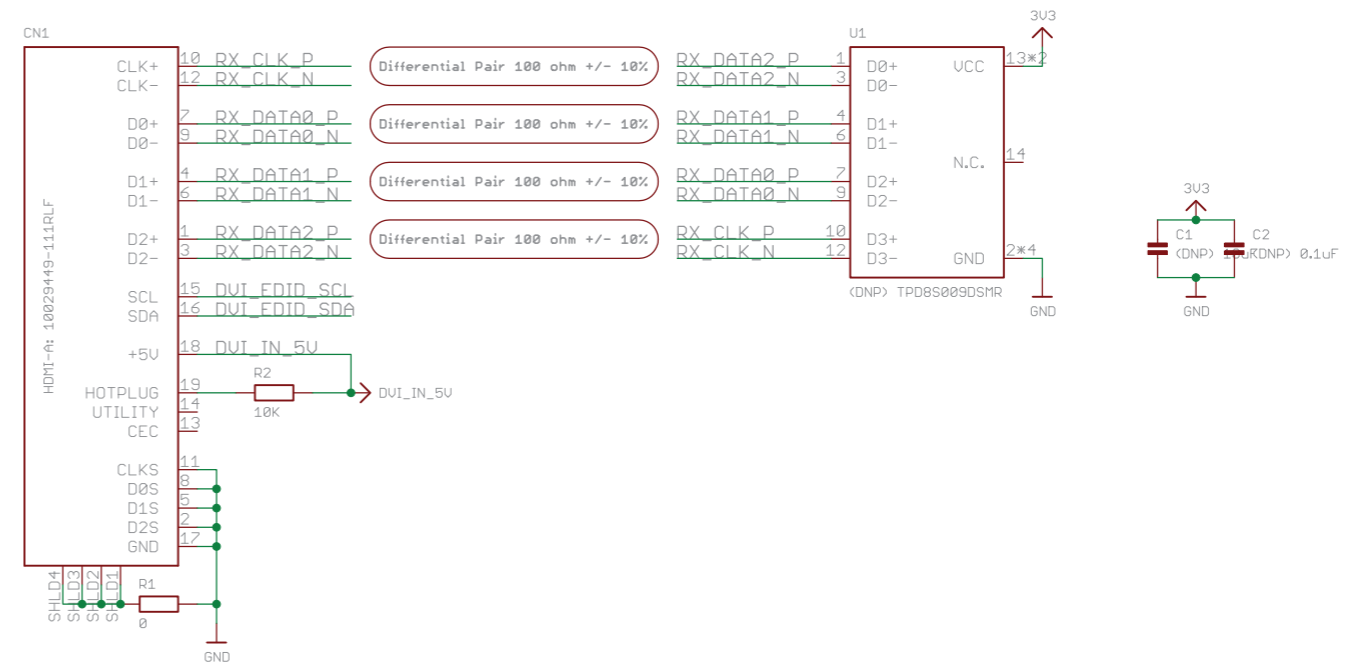 CN1
HDMI-A: 10029449-111RLF
CLK+ 10 RX_CLK_P
CLK- 12 RX_CLK_N
D0+ 7 RX_DATA0_P
D0- 9 RX_DATA0_N
D1+ 4 RX_DATA1_P
D1- 6 RX_DATA1_N
D2+ 1 RX_DATA2_P
D2- 3 RX_DATA2_N
SCL 15 DVI_EDID_SCL
SDA 16 DVI_EDID_SDA
+5V 18 DVI_IN_5V
HOTPLUG 19
UTILITY 14
CEC 13
CLKS 11
D0S 8
D1S 5
D2S 2
GND 17
SHLD4
SHLD3
SHLD2
SHLD1
R2
10K
DVI_IN_5V
R1
0
GND
Differential Pair 100 ohm +/- 10%
Differential Pair 100 ohm +/- 10%
Differential Pair 100 ohm +/- 10%
Differential Pair 100 ohm +/- 10%
U1
RX_DATA2_P 1 D0+
RX_DATA2_N 3 D0-
RX_DATA1_P 4 D1+
RX_DATA1_N 6 D1-
RX_DATA0_P 7 D2+
RX_DATA0_N 9 D2-
RX_CLK_P 10 D3+
RX_CLK_N 12 D3-
VCC 13*2
N.C. 14
GND 2*4
(DNP) TPD8S009DSMR
3V3
GND
3V3
C1
(DNP)
C2
(DNP) 0.1uF
GND